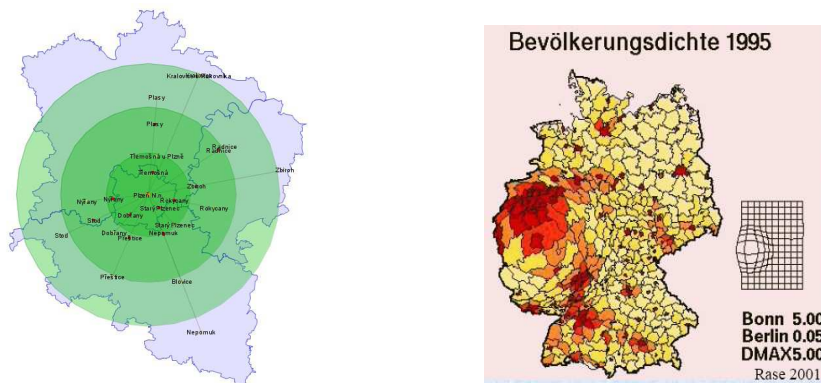 Plasy
Plasy
Radnice
Radnice
Třemošná u Plzně
Třemošná
Zbiroh
Zbiroh
Plzeň
Nýřany
Nýřany
Rokycany
Rokycany
Starý Plzenec
Dobřany
Stod
Stod
Starý Plzenec
Dobřany
Přeštice
Nepomuk
Přeštice
Blovice
Nepomuk
Bevölkerungsdichte 1995
Bonn 5.00
Berlin 0.05
DMAX5.00
Rase 2001